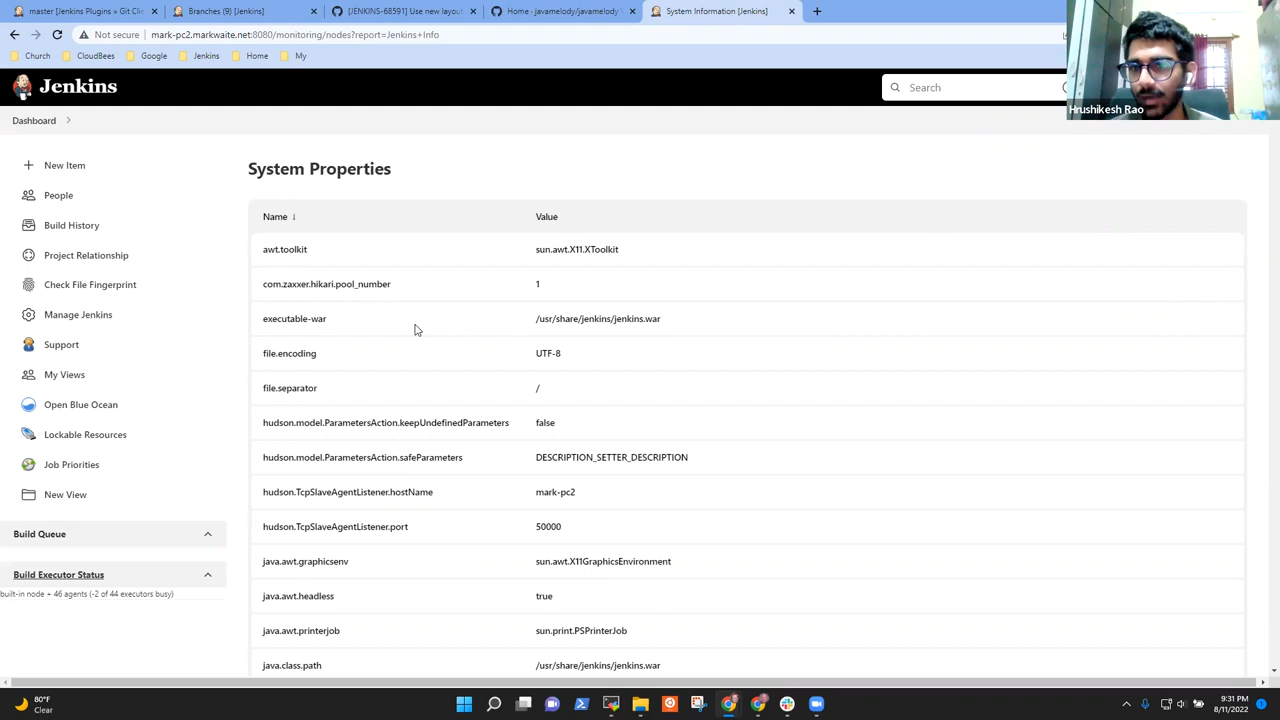 master [Jenkins Plugins » Git Clie
Branches (9) [Jenkins]
[JENKINS-68591] Use new layout
Home · javamelody/javamelody W
System Information [Jenkins]
Not secure | mark-pc2.markwaite.net:8080/monitoring/nodes?report=Jenkins+Info
Church CloudBees Google Jenkins Home My
Jenkins
Search
Hrushikesh Rao
Dashboard
New Item
People
Build History
Project Relationship
Check File Fingerprint
Manage Jenkins
Support
My Views
Open Blue Ocean
Lockable Resources
Job Priorities
New View
Build Queue
Build Executor Status
built-in node + 46 agents (-2 of 44 executors busy)
System Properties
Name ↓ Value
awt.toolkit sun.awt.X11.XToolkit
com.zaxxer.hikari.pool_number 1
executable-war /usr/share/jenkins/jenkins.war
file.encoding UTF-8
file.separator /
hudson.model.ParametersAction.keepUndefinedParameters false
hudson.model.ParametersAction.safeParameters DESCRIPTION_SETTER_DESCRIPTION
hudson.TcpSlaveAgentListener.hostName mark-pc2
hudson.TcpSlaveAgentListener.port 50000
java.awt.graphicsenv sun.awt.X11GraphicsEnvironment
java.awt.headless true
java.awt.printerjob sun.print.PSPrinterJob
java.class.path /usr/share/jenkins/jenkins.war
80°F
Clear
9:31 PM
8/11/2022